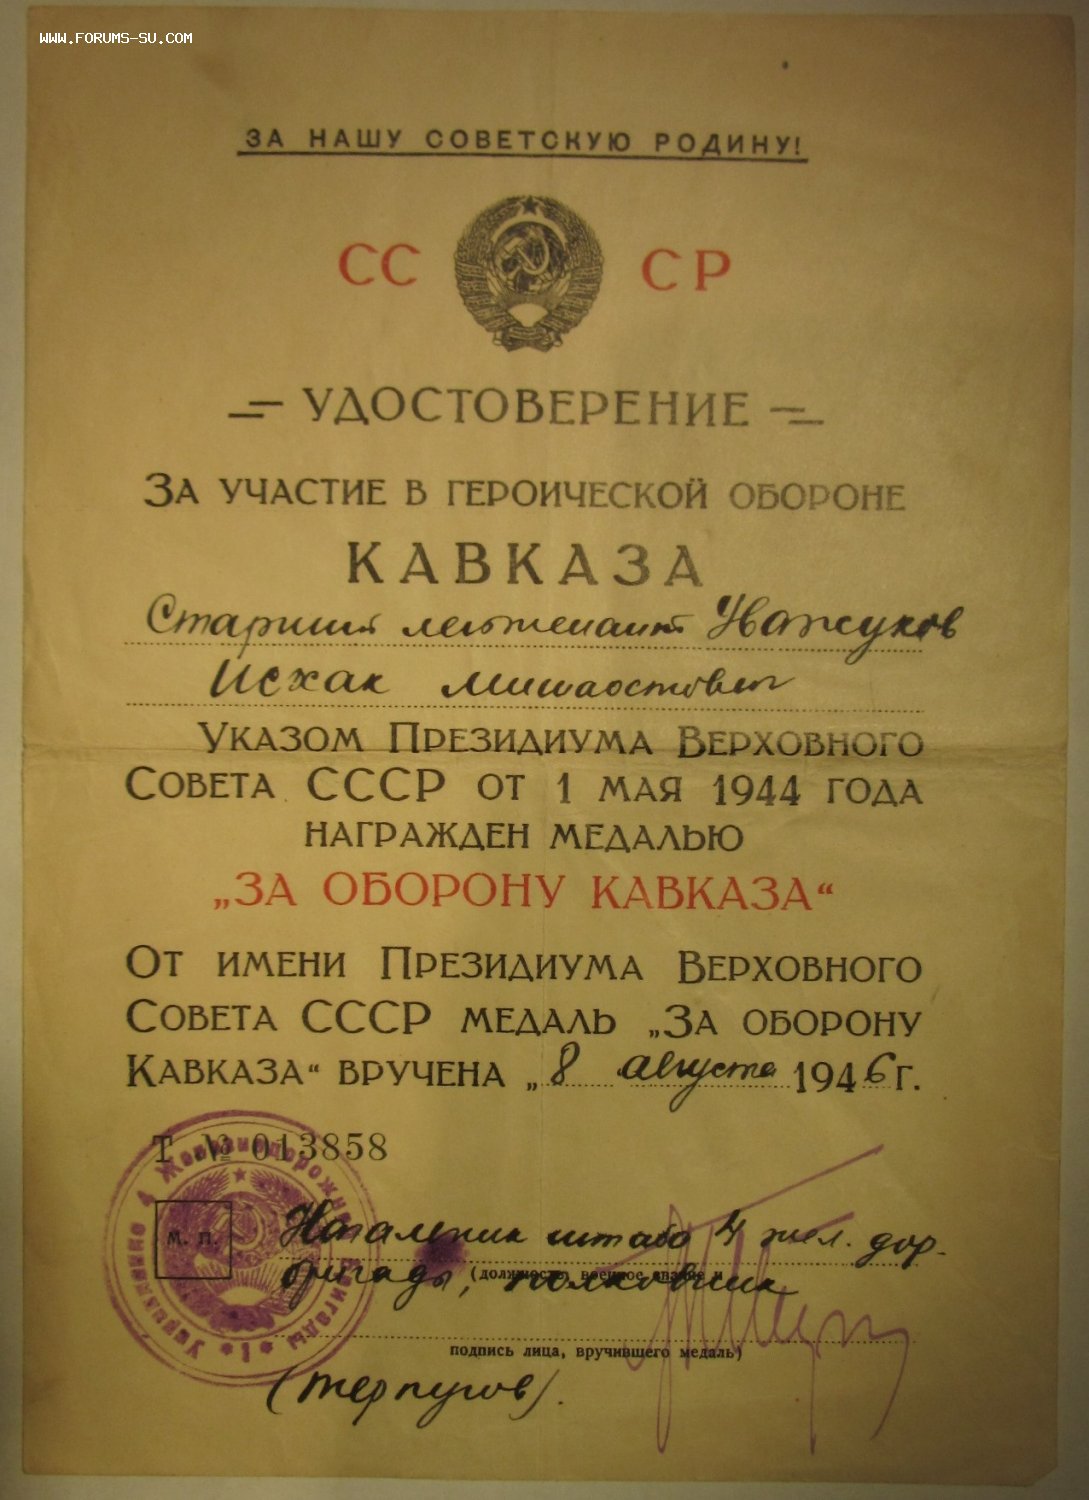 WWW.FORUMS-SU.COM
ЗА НАШУ СОВЕТСКУЮ РОДИНУ!
СС СР
УДОСТОВЕРЕНИЕ
ЗА УЧАСТИЕ В ГЕРОИЧЕСКОЙ ОБОРОНЕ
КАВКАЗА
Старший лейтенант Уважуков
Исхак
УКАЗОМ ПРЕЗИДИУМА ВЕРХОВНОГО
СОВЕТА СССР ОТ 1 МАЯ 1944 ГОДА
НАГРАЖДЕН МЕДАЛЬЮ
„ЗА ОБОРОНУ КАВКАЗА“
ОТ ИМЕНИ ПРЕЗИДИУМА ВЕРХОВНОГО
СОВЕТА СССР МЕДАЛЬ „ЗА ОБОРОНУ
КАВКАЗА“ ВРУЧЕНА „8 августа 1946 Г.
Т № 013858
М. П.
Начальник штаба 4 жел. дор.
бригады, полковник
(должность, военное звание и
подпись лица, вручившего медаль)
(Терпугов).